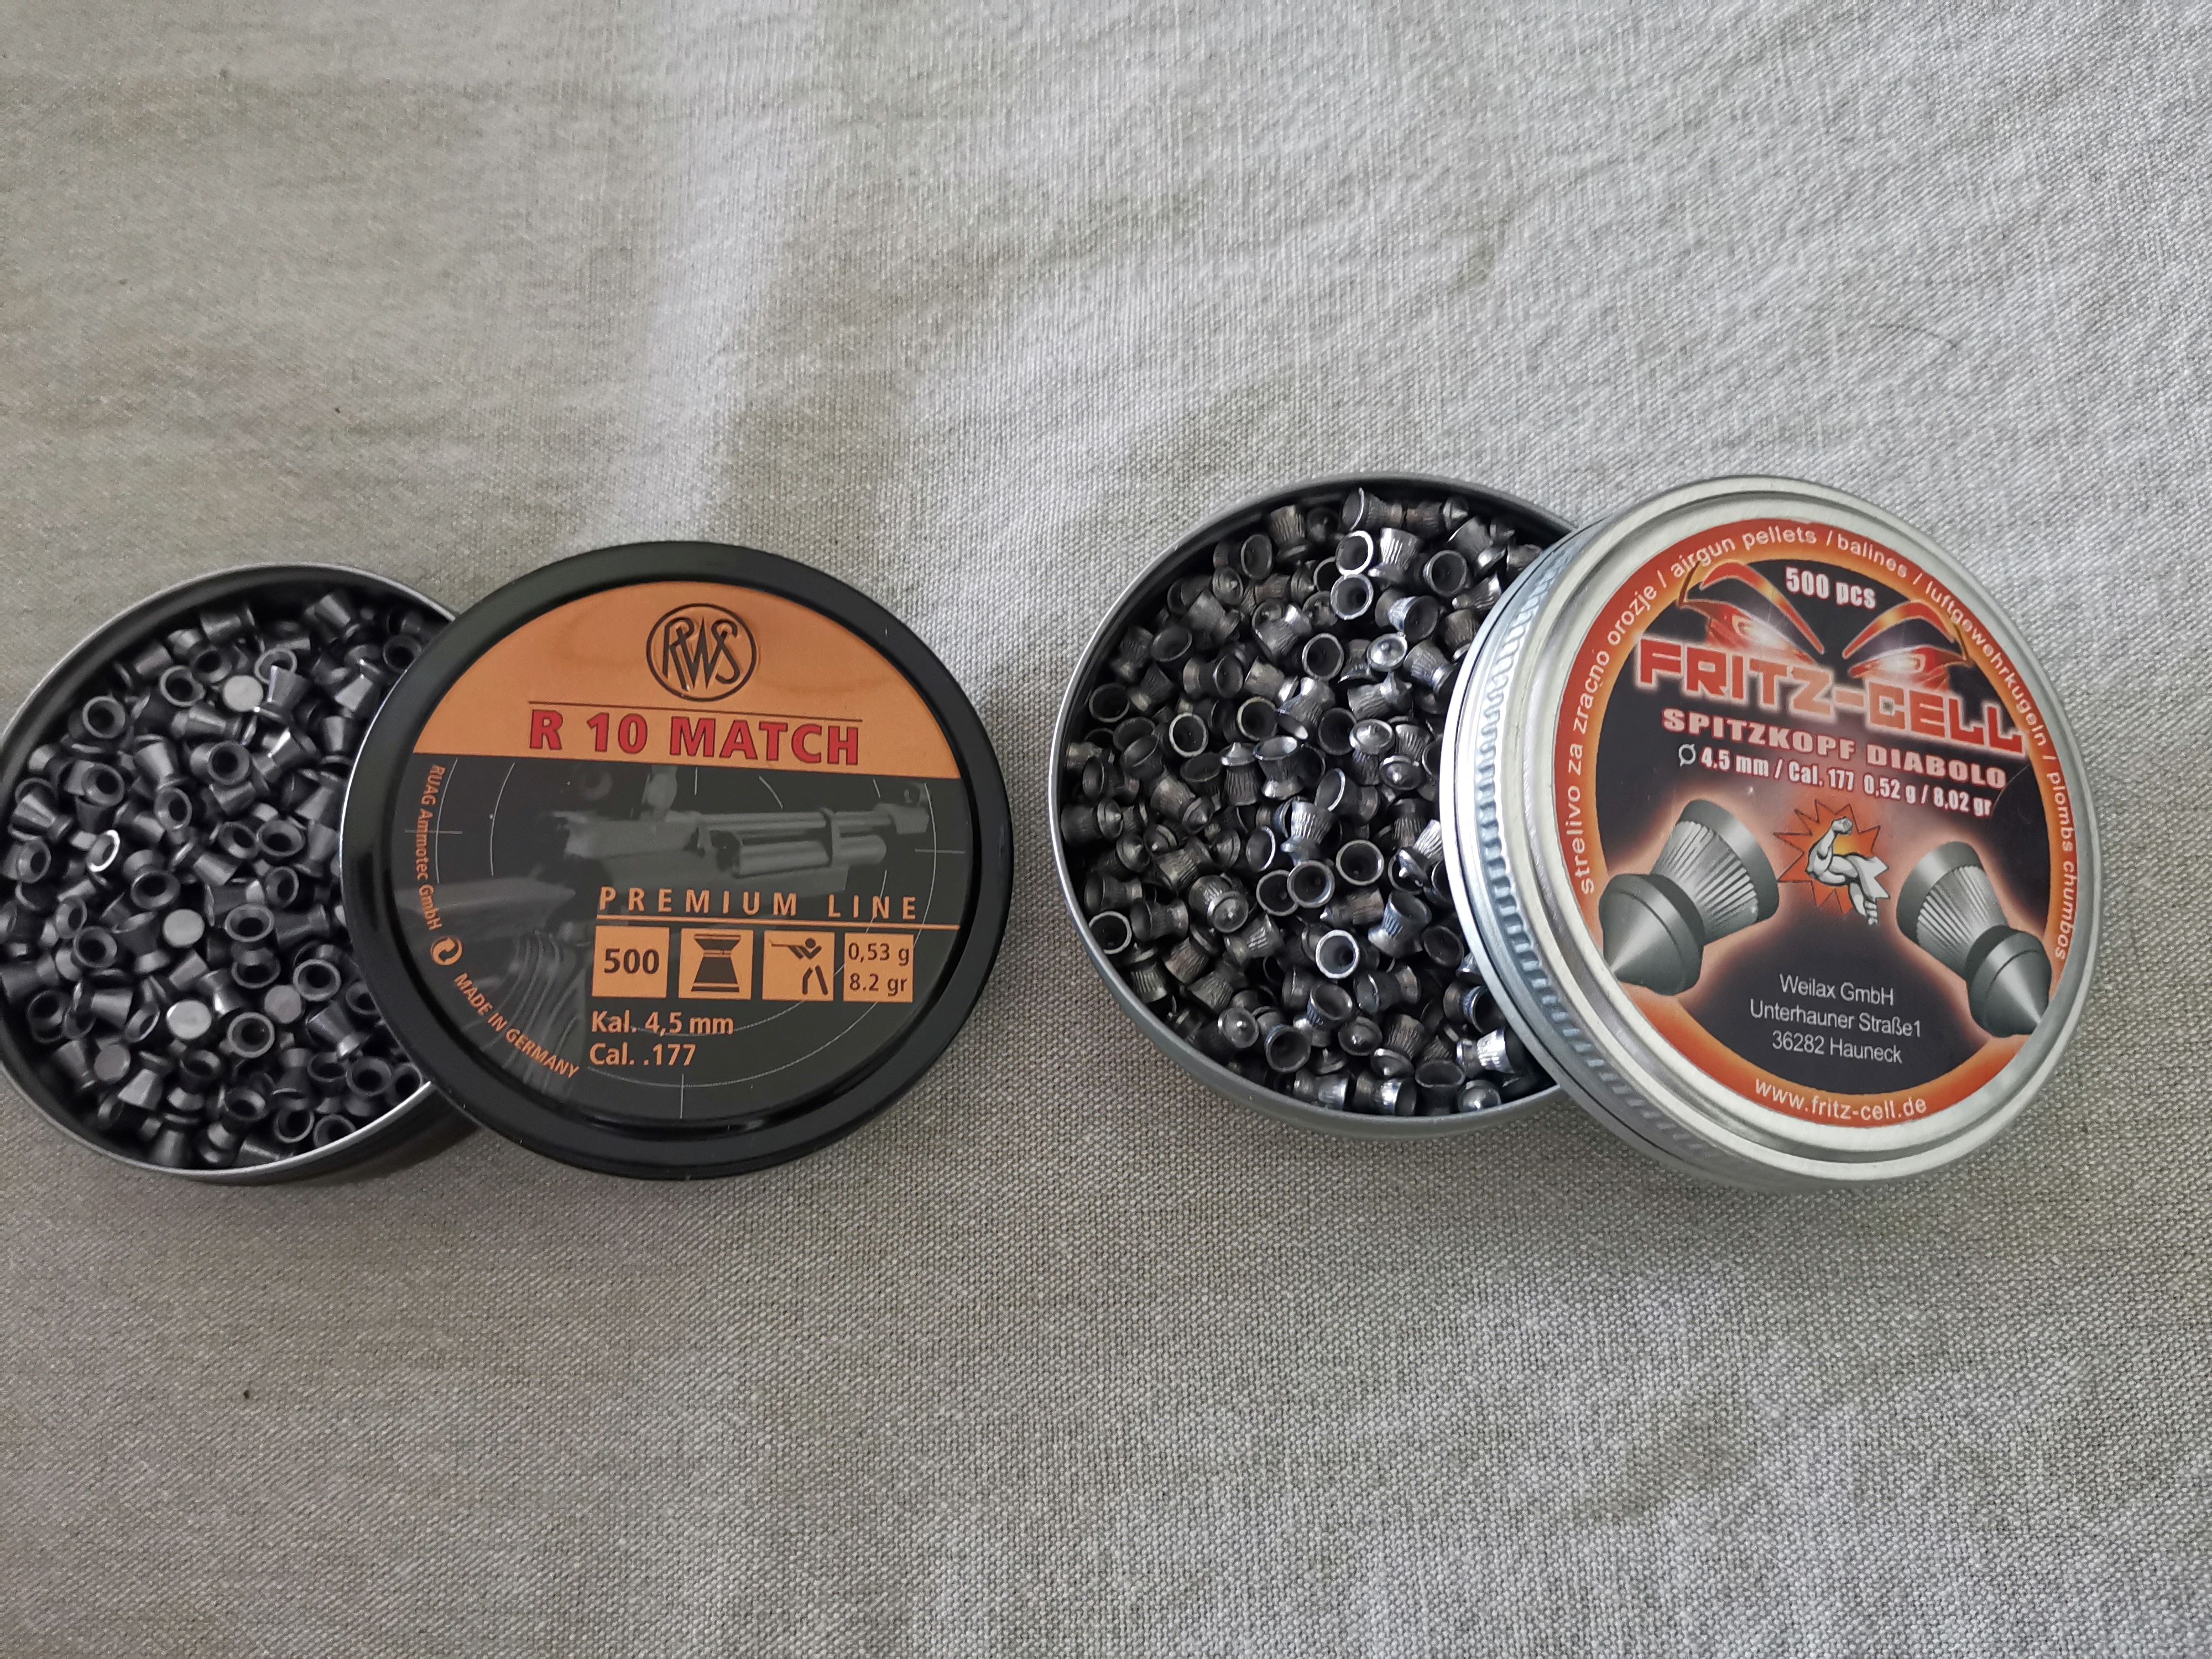 RWS
R 10 MATCH
RUAG Ammotec GmbH
MADE IN GERMANY
PREMIUM LINE
500
0,53 g
8.2 gr
Kal. 4,5 mm
Cal. .177
strelivo za zracno orozje / airgun pellets / balines / luftgewehrkugeln / plombs chumbos
500 pcs
FRITZ-CELL
SPITZKOPF DIABOLO
Ø 4.5 mm / Cal. 177 0,52 g / 8,02 gr
Weilax GmbH
Unterhauner Straße1
36282 Hauneck
www.fritz-cell.de